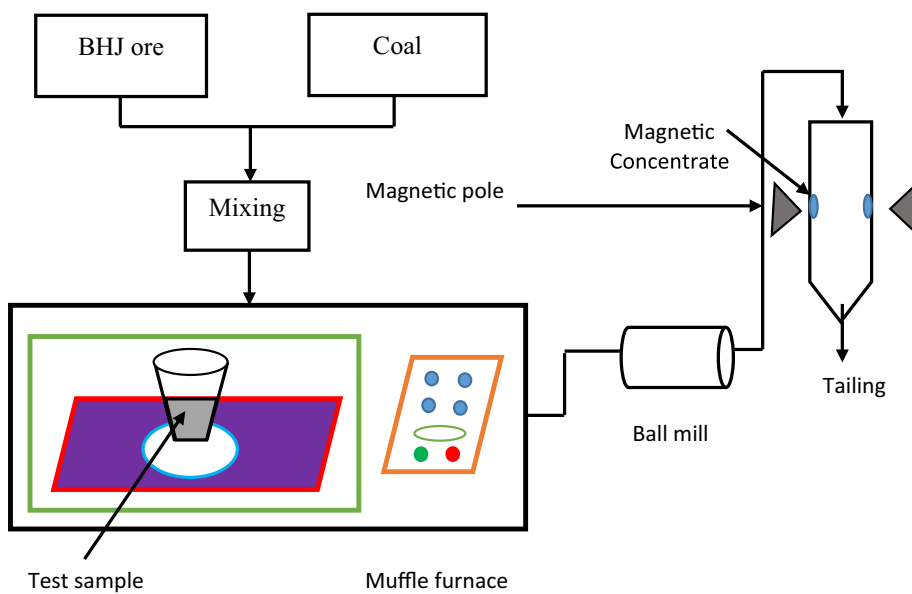 BHJ ore
Coal
Magnetic
Concentrate
Magnetic pole
Mixing
Tailing
Ball mill
Test sample
Muffle furnace